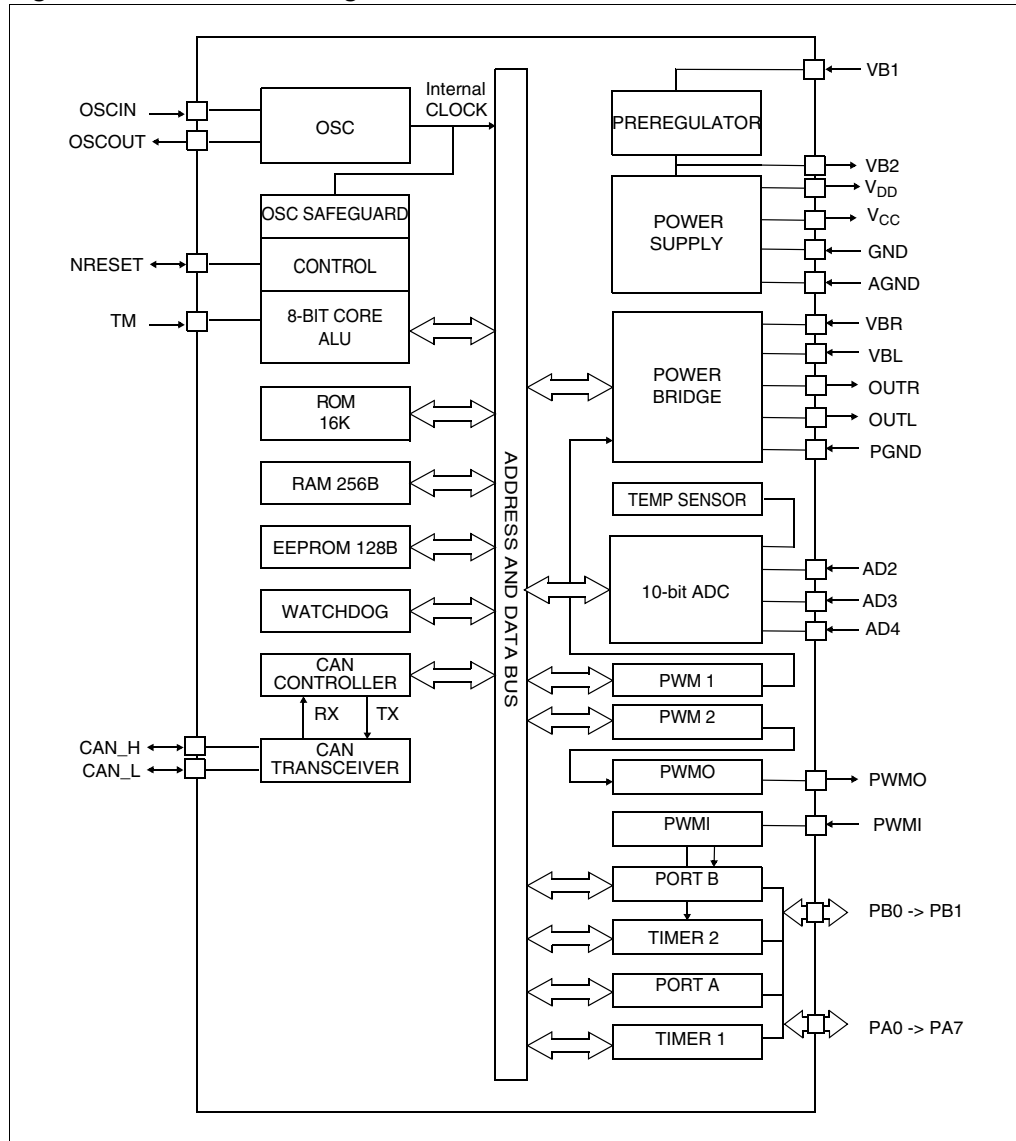 OSCIN
OSCOUT
OSC
Internal
CLOCK
OSC SAFEGUARD
NRESET
CONTROL
TM
8-BIT CORE
ALU
ROM
16K
RAM 256B
EEPROM 128B
WATCHDOG
CAN
CONTROLLER
RX
TX
CAN_H
CAN_L
CAN
TRANSCEIVER
ADDRESS AND DATA BUS
PREREGULATOR
VB1
VB2
POWER
SUPPLY
VDD
VCC
GND
AGND
POWER
BRIDGE
VBR
VBL
OUTR
OUTL
PGND
TEMP SENSOR
10-bit ADC
AD2
AD3
AD4
PWM 1
PWM 2
PWMO
PWMO
PWMI
PWMI
PORT B
PB0 -> PB1
TIMER 2
PORT A
PA0 -> PA7
TIMER 1